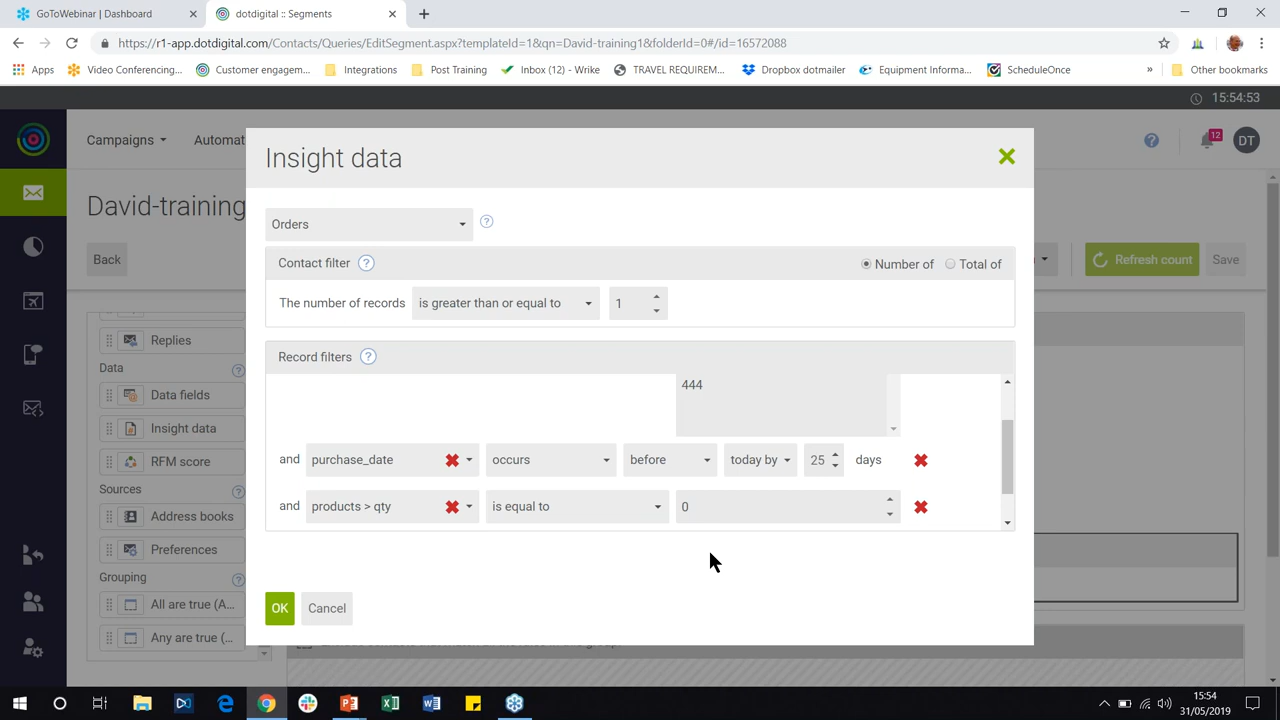 GoToWebinar | Dashboard
dotdigital :: Segments
https://r1-app.dotdigital.com/Contacts/Queries/EditSegment.aspx?templateId=1&qn=David-training1&folderId=0#/id=16572088
Apps
Video Conferencing...
Customer engagem...
Integrations
Post Training
Inbox (12) - Wrike
TRAVEL REQUIREM...
Dropbox dotmailer
Equipment Informa...
ScheduleOnce
»
Other bookmarks
15:54:53
Campaigns
Automat
12
DT
David-training
Back
Refresh count
Save
Insight data
Orders
Contact filter
Number of
Total of
The number of records
is greater than or equal to
1
Record filters
444
and
purchase_date
occurs
before
today by
25
days
and
products > qty
is equal to
0
OK
Cancel
Replies
Data
Data fields
Insight data
RFM score
Sources
Address books
Preferences
Grouping
All are true (A...
Any are true (...
15:54
31/05/2019